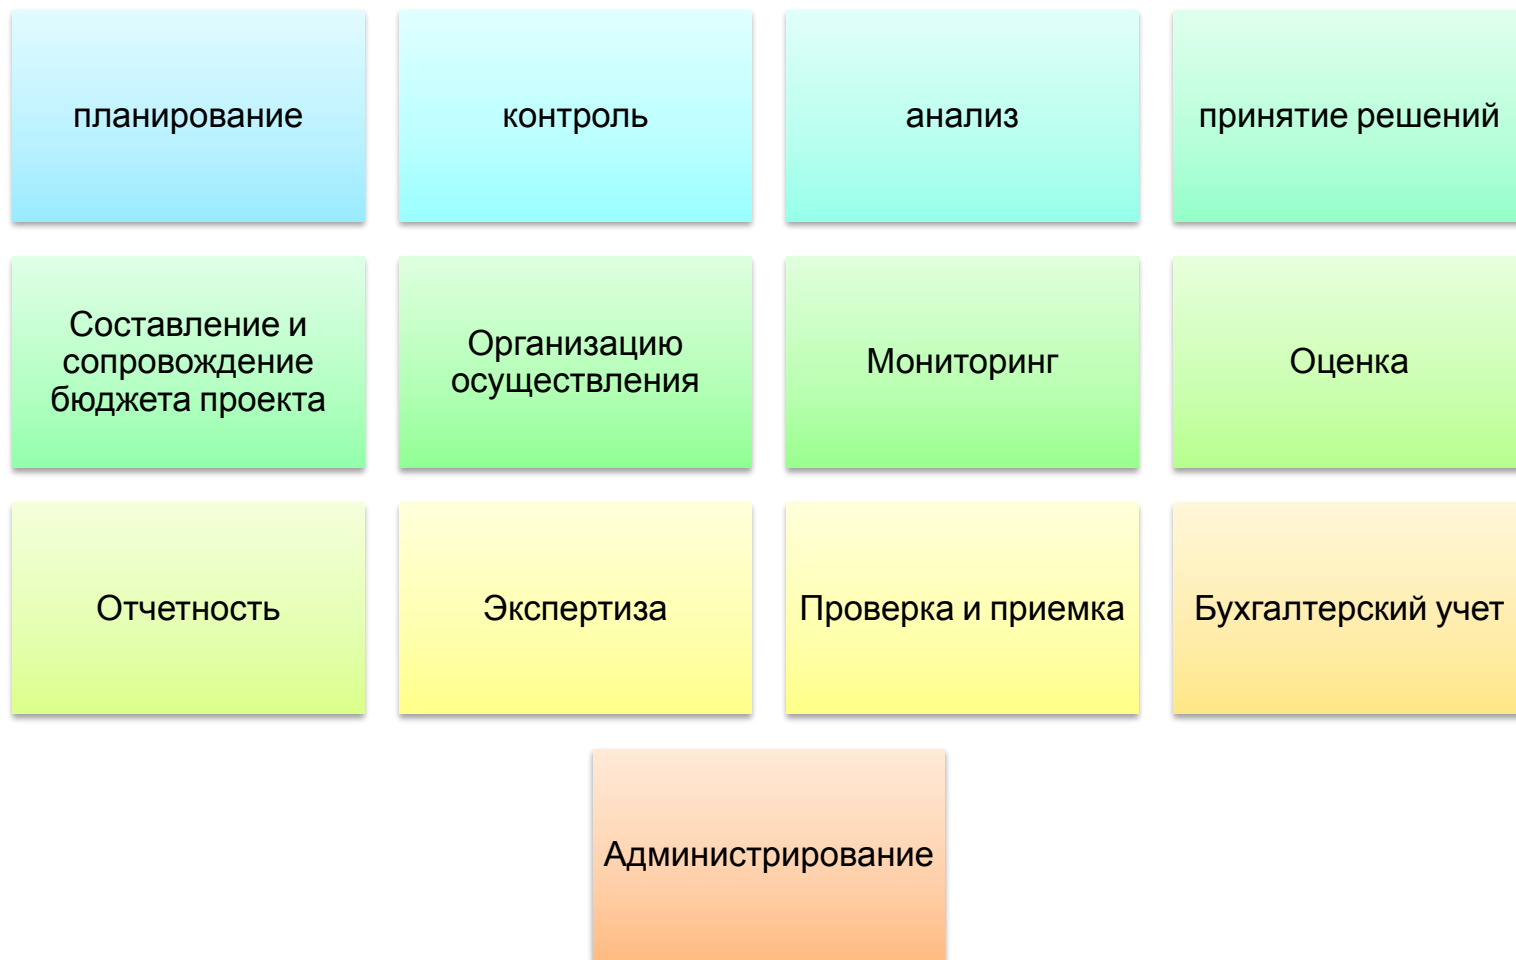 планирование
контроль
анализ
принятие решений
Составление и
сопровождение
бюджета проекта
Организацию
осуществления
Мониторинг
Оценка
Отчетность
Экспертиза
Проверка и приемка
Бухгалтерский учет
Администрирование